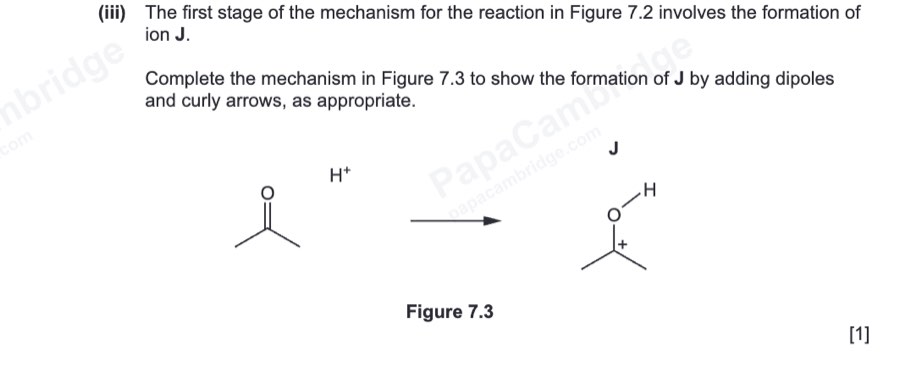 (iii) The first stage of the mechanism for the reaction in Figure 7.2 involves the formation of
ion J.
Complete the mechanism in Figure 7.3 to show the formation of J by adding dipoles
and curly arrows, as appropriate.
PapaCambridge
papacambridge.com
mbridge
com
J
H+
O
H
O
+
Figure 7.3
[1]